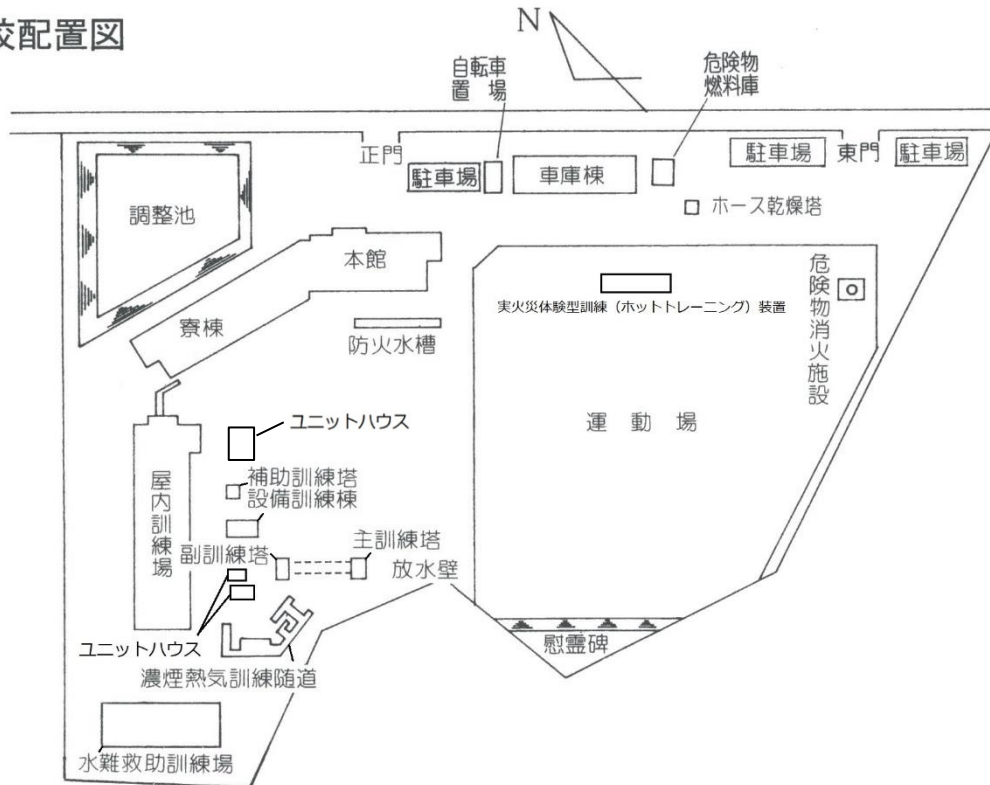 校配置図
N
自転車
置場
危険物
燃料庫
正門
駐車場
車庫棟
駐車場
東門
駐車場
ホース乾燥塔
調整池
本館
実火災体験型訓練（ホットトレーニング）装置
危険物消火施設
寮棟
防火水槽
運動場
ユニットハウス
補助訓練塔
設備訓練棟
屋内訓練場
副訓練塔
主訓練塔
放水壁
ユニットハウス
慰霊碑
濃煙熱気訓練随道
水難救助訓練場